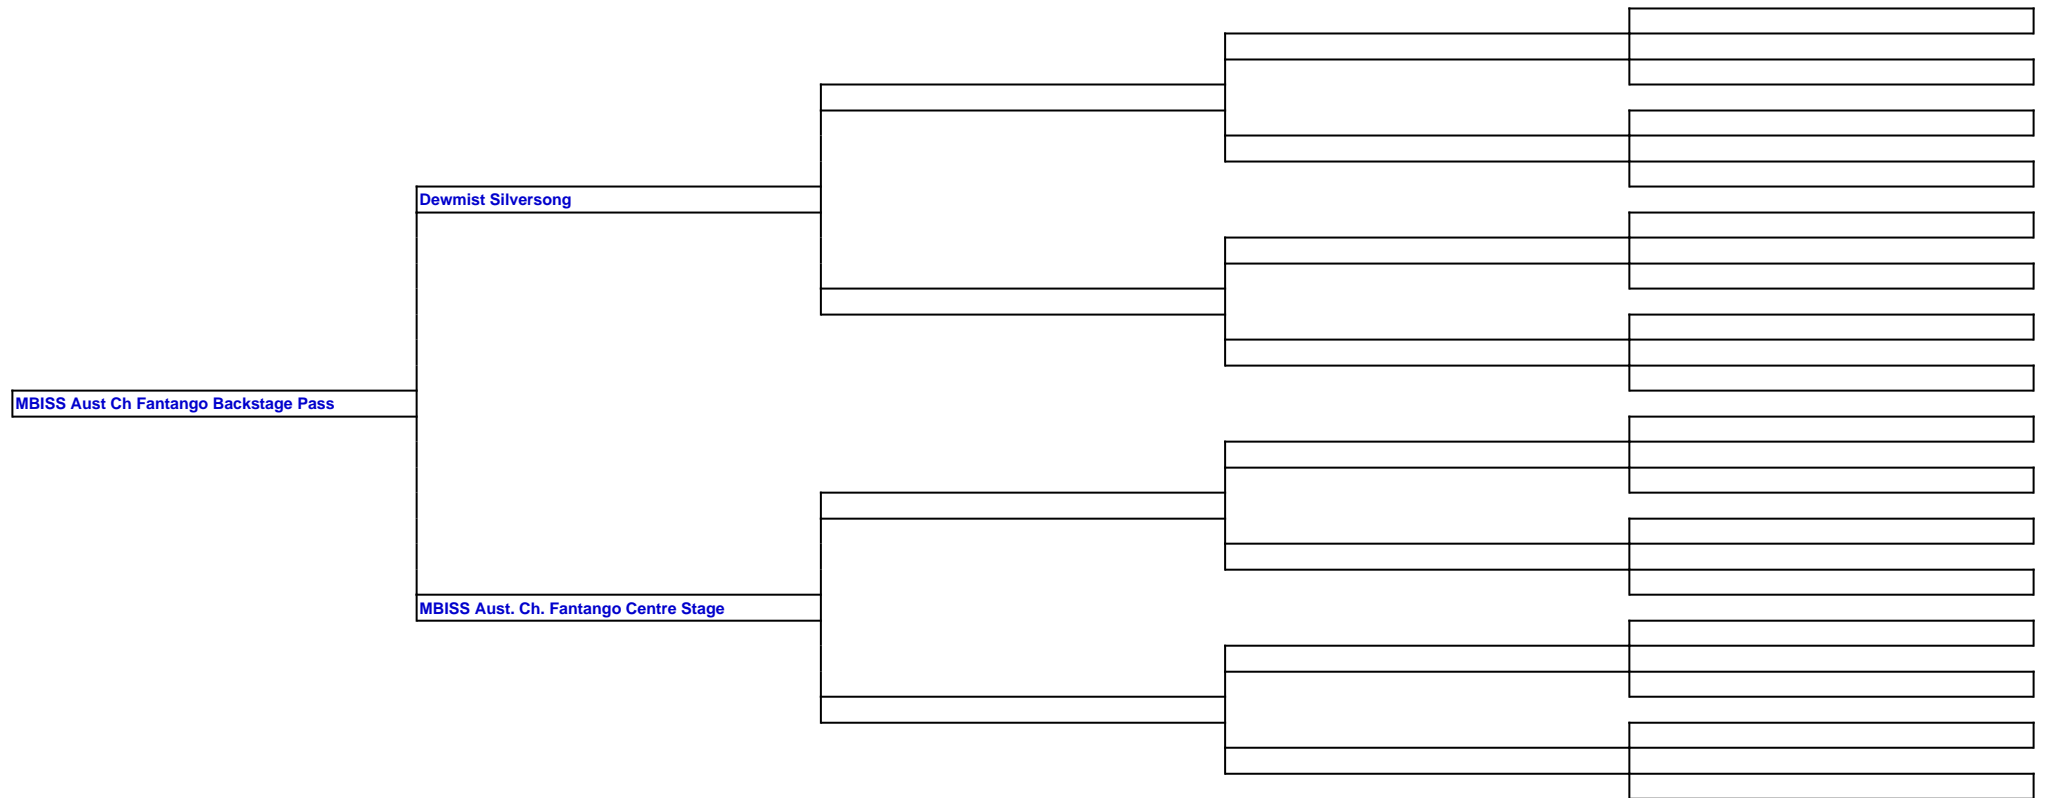 Dewmist Silversong
MBISS Aust Ch Fantango Backstage Pass
MBISS Aust. Ch. Fantango Centre Stage